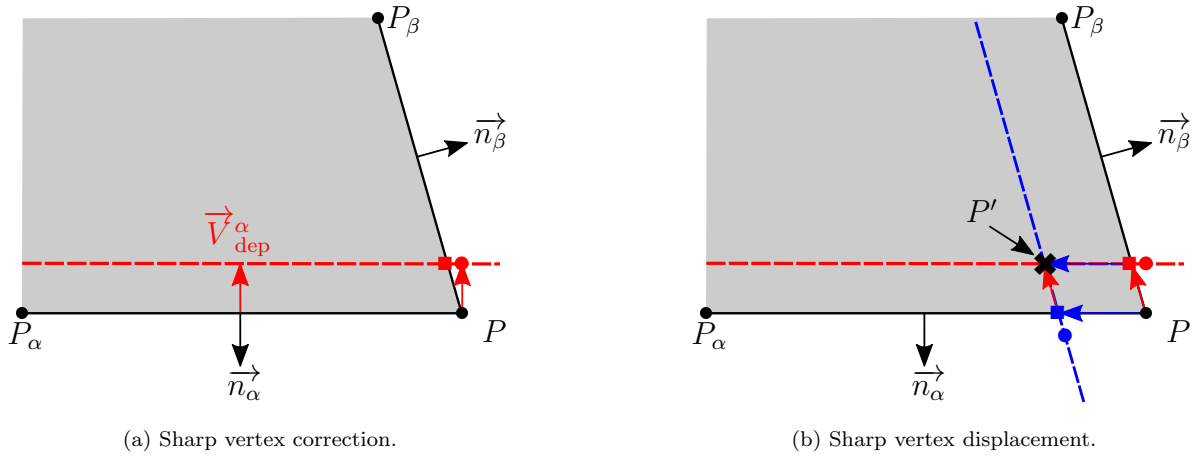 P_β
n_β→
V→^α_dep
P_α
P
n_α→
(a) Sharp vertex correction.
P_β
n_β→
P′
P_α
P
n_α→
(b) Sharp vertex displacement.